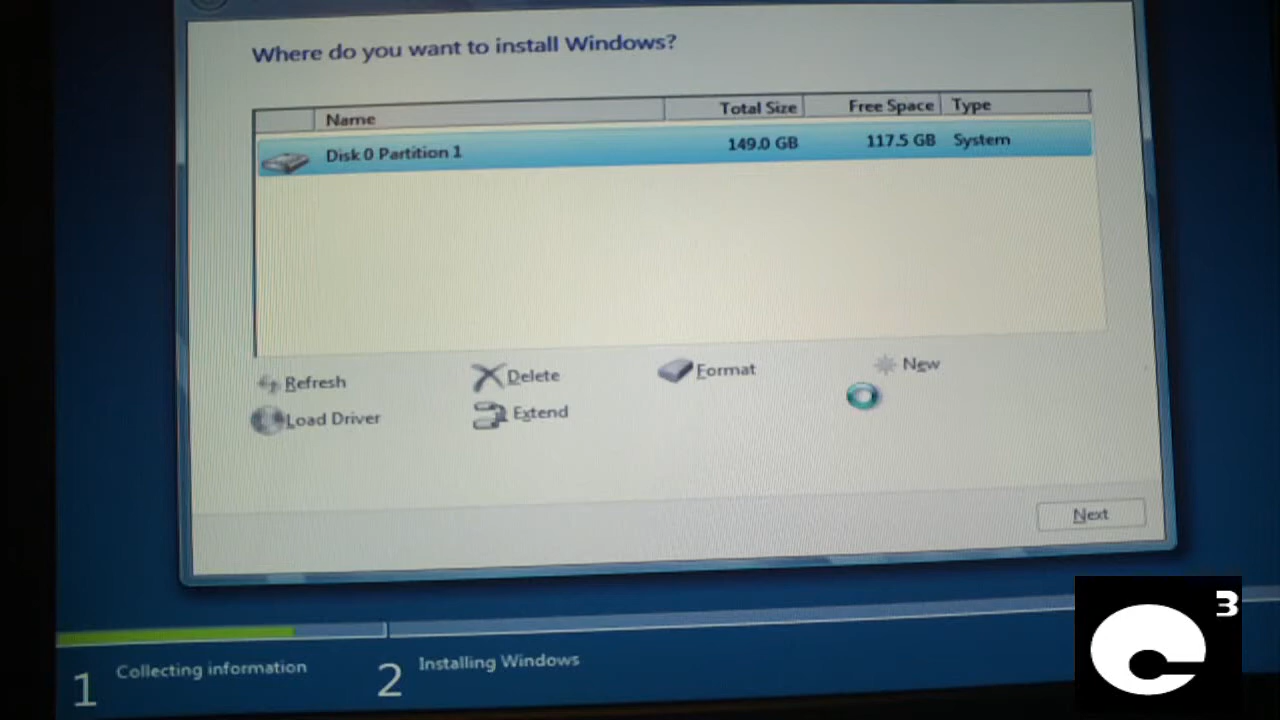 Where do you want to install Windows?
Name Total Size Free Space Type
Disk 0 Partition 1 149.0 GB 117.5 GB System
Refresh Delete Format New
Load Driver Extend
Next
3
1 Collecting information 2 Installing Windows